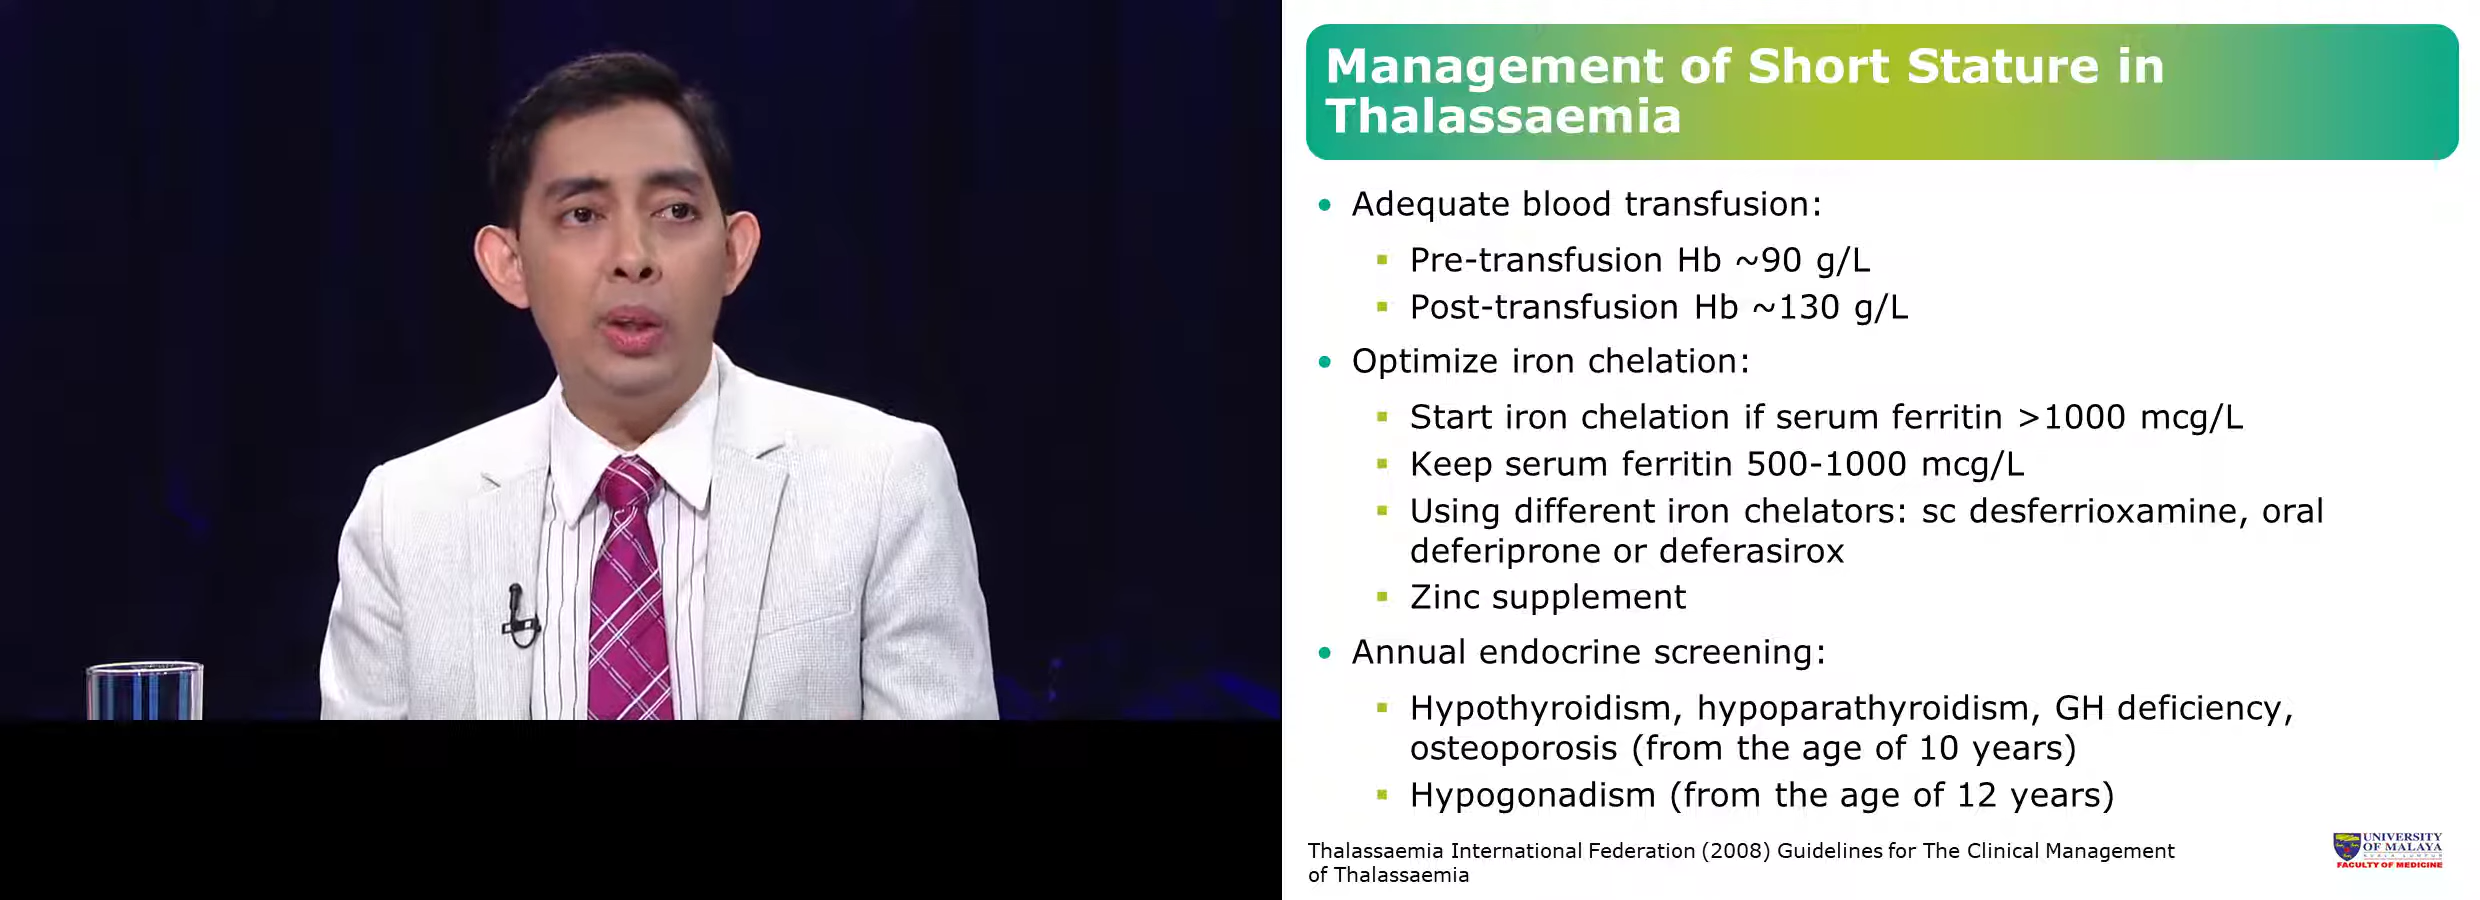 Management of Short Stature in
Thalassaemia
• Adequate blood transfusion:
▪ Pre-transfusion Hb ~90 g/L
▪ Post-transfusion Hb ~130 g/L
• Optimize iron chelation:
▪ Start iron chelation if serum ferritin >1000 mcg/L
▪ Keep serum ferritin 500-1000 mcg/L
▪ Using different iron chelators: sc desferrioxamine, oral
deferiprone or deferasirox
▪ Zinc supplement
• Annual endocrine screening:
▪ Hypothyroidism, hypoparathyroidism, GH deficiency,
osteoporosis (from the age of 10 years)
▪ Hypogonadism (from the age of 12 years)
Thalassaemia International Federation (2008) Guidelines for The Clinical Management
of Thalassaemia
UNIVERSITY
OF MALAYA
KUALA LUMPUR
FACULTY OF MEDICINE